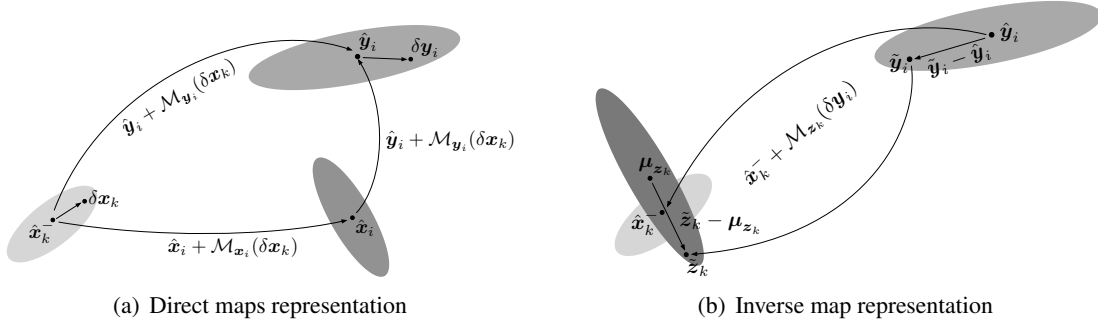 ŷ_i
δy_i
ŷ_i + M_{y_i}(δx_k)
ŷ_i + M_{y_i}(δx_k)
δx_k
x̂_k^-
x̂_i
x̂_i + M_{x_i}(δx_k)
(a) Direct maps representation
ŷ_i
ỹ_i
ỹ_i − ŷ_i
x̂_k^- + M_{z_k}(δy_i)
μ_{z_k}
x̂_k^-
z̃_k − μ_{z_k}
z̃_k
(b) Inverse map representation